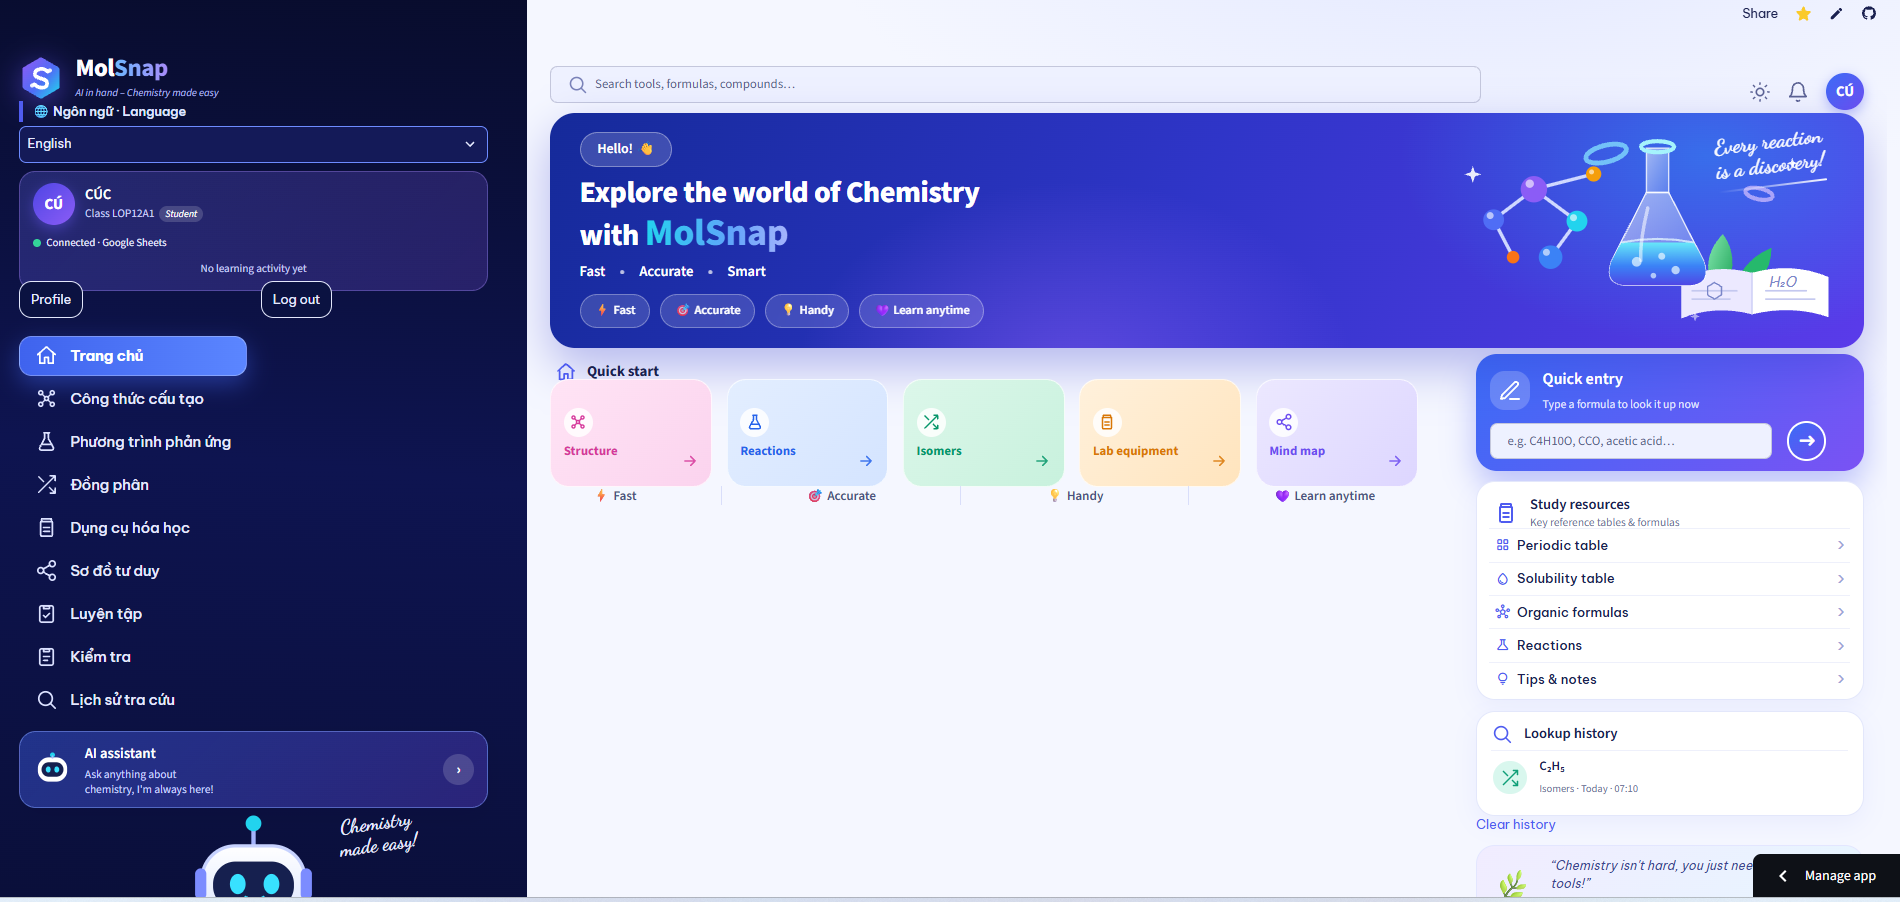 Share
MolSnap
AI in hand – Chemistry made easy
Ngôn ngữ · Language
English
CÚ
CÚC
Class LOP12A1 Student
Connected · Google Sheets
No learning activity yet
Profile
Log out
Trang chủ
Công thức cấu tạo
Phương trình phản ứng
Đồng phân
Dụng cụ hóa học
Sơ đồ tư duy
Luyện tập
Kiểm tra
Lịch sử tra cứu
AI assistant
Ask anything about
chemistry, I'm always here!
Chemistry
made easy!
Search tools, formulas, compounds...
CÚ
Hello! 👋
Explore the world of Chemistry
with MolSnap
Fast • Accurate • Smart
Fast
Accurate
Handy
Learn anytime
Every reaction
is a discovery!
H₂O
Quick start
Structure
Reactions
Isomers
Lab equipment
Mind map
Fast
Accurate
Handy
Learn anytime
Quick entry
Type a formula to look it up now
e.g. C4H10O, CCO, acetic acid...
Study resources
Key reference tables & formulas
Periodic table
Solubility table
Organic formulas
Reactions
Tips & notes
Lookup history
C₂H₅
Isomers · Today · 07:10
Clear history
“Chemistry isn't hard, you just nee
tools!”
Manage app